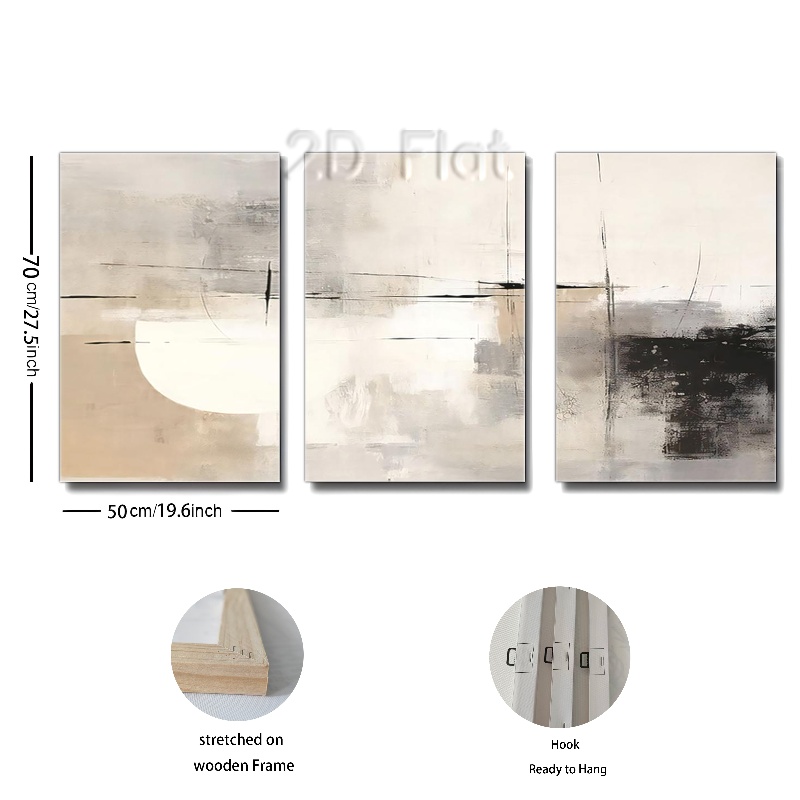 2D Flat
70 cm/27.5inch
50cm/19.6inch
stretched on
wooden Frame
Hook
Ready to Hang